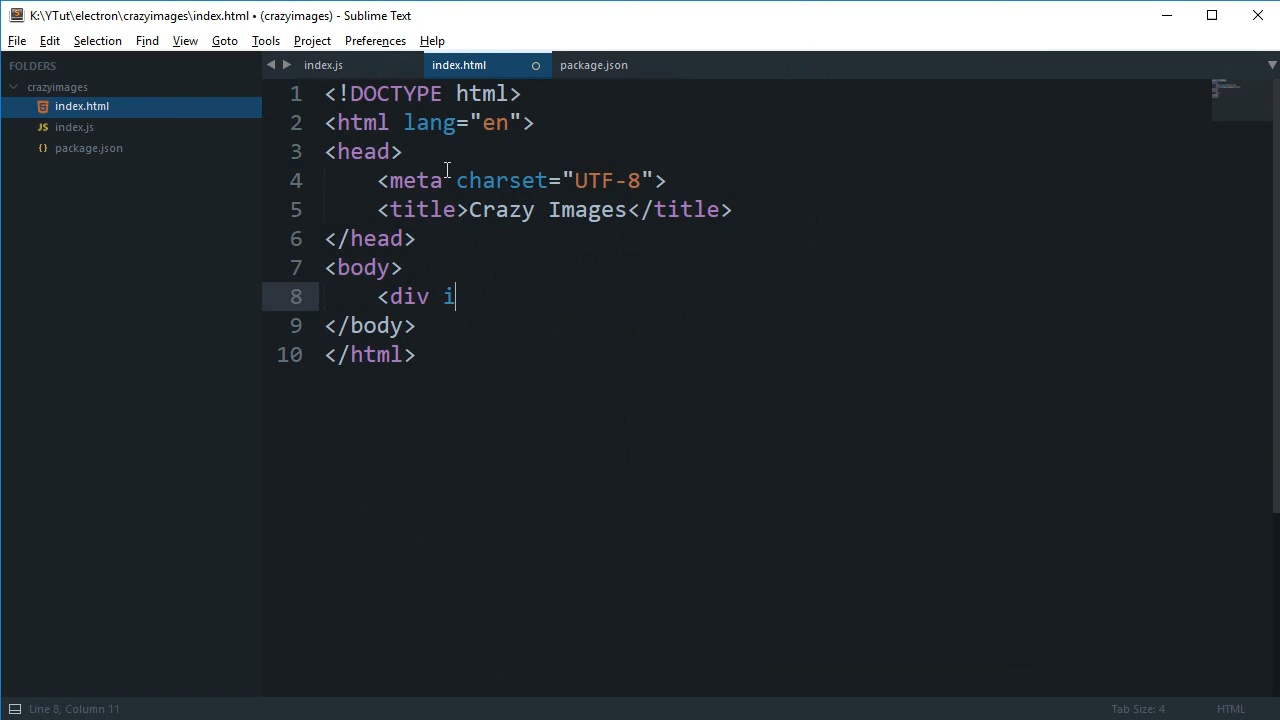 K:\YTut\electron\crazyimages\index.html • (crazyimages) - Sublime Text
File Edit Selection Find View Goto Tools Project Preferences Help
FOLDERS
crazyimages
index.html
JS index.js
{} package.json
index.js index.html package.json
1 <!DOCTYPE html>
2 <html lang="en">
3 <head>
4 <meta charset="UTF-8">
5 <title>Crazy Images</title>
6 </head>
7 <body>
8 <div i
9 </body>
10 </html>
Line 8, Column 11
Tab Size: 4
HTML